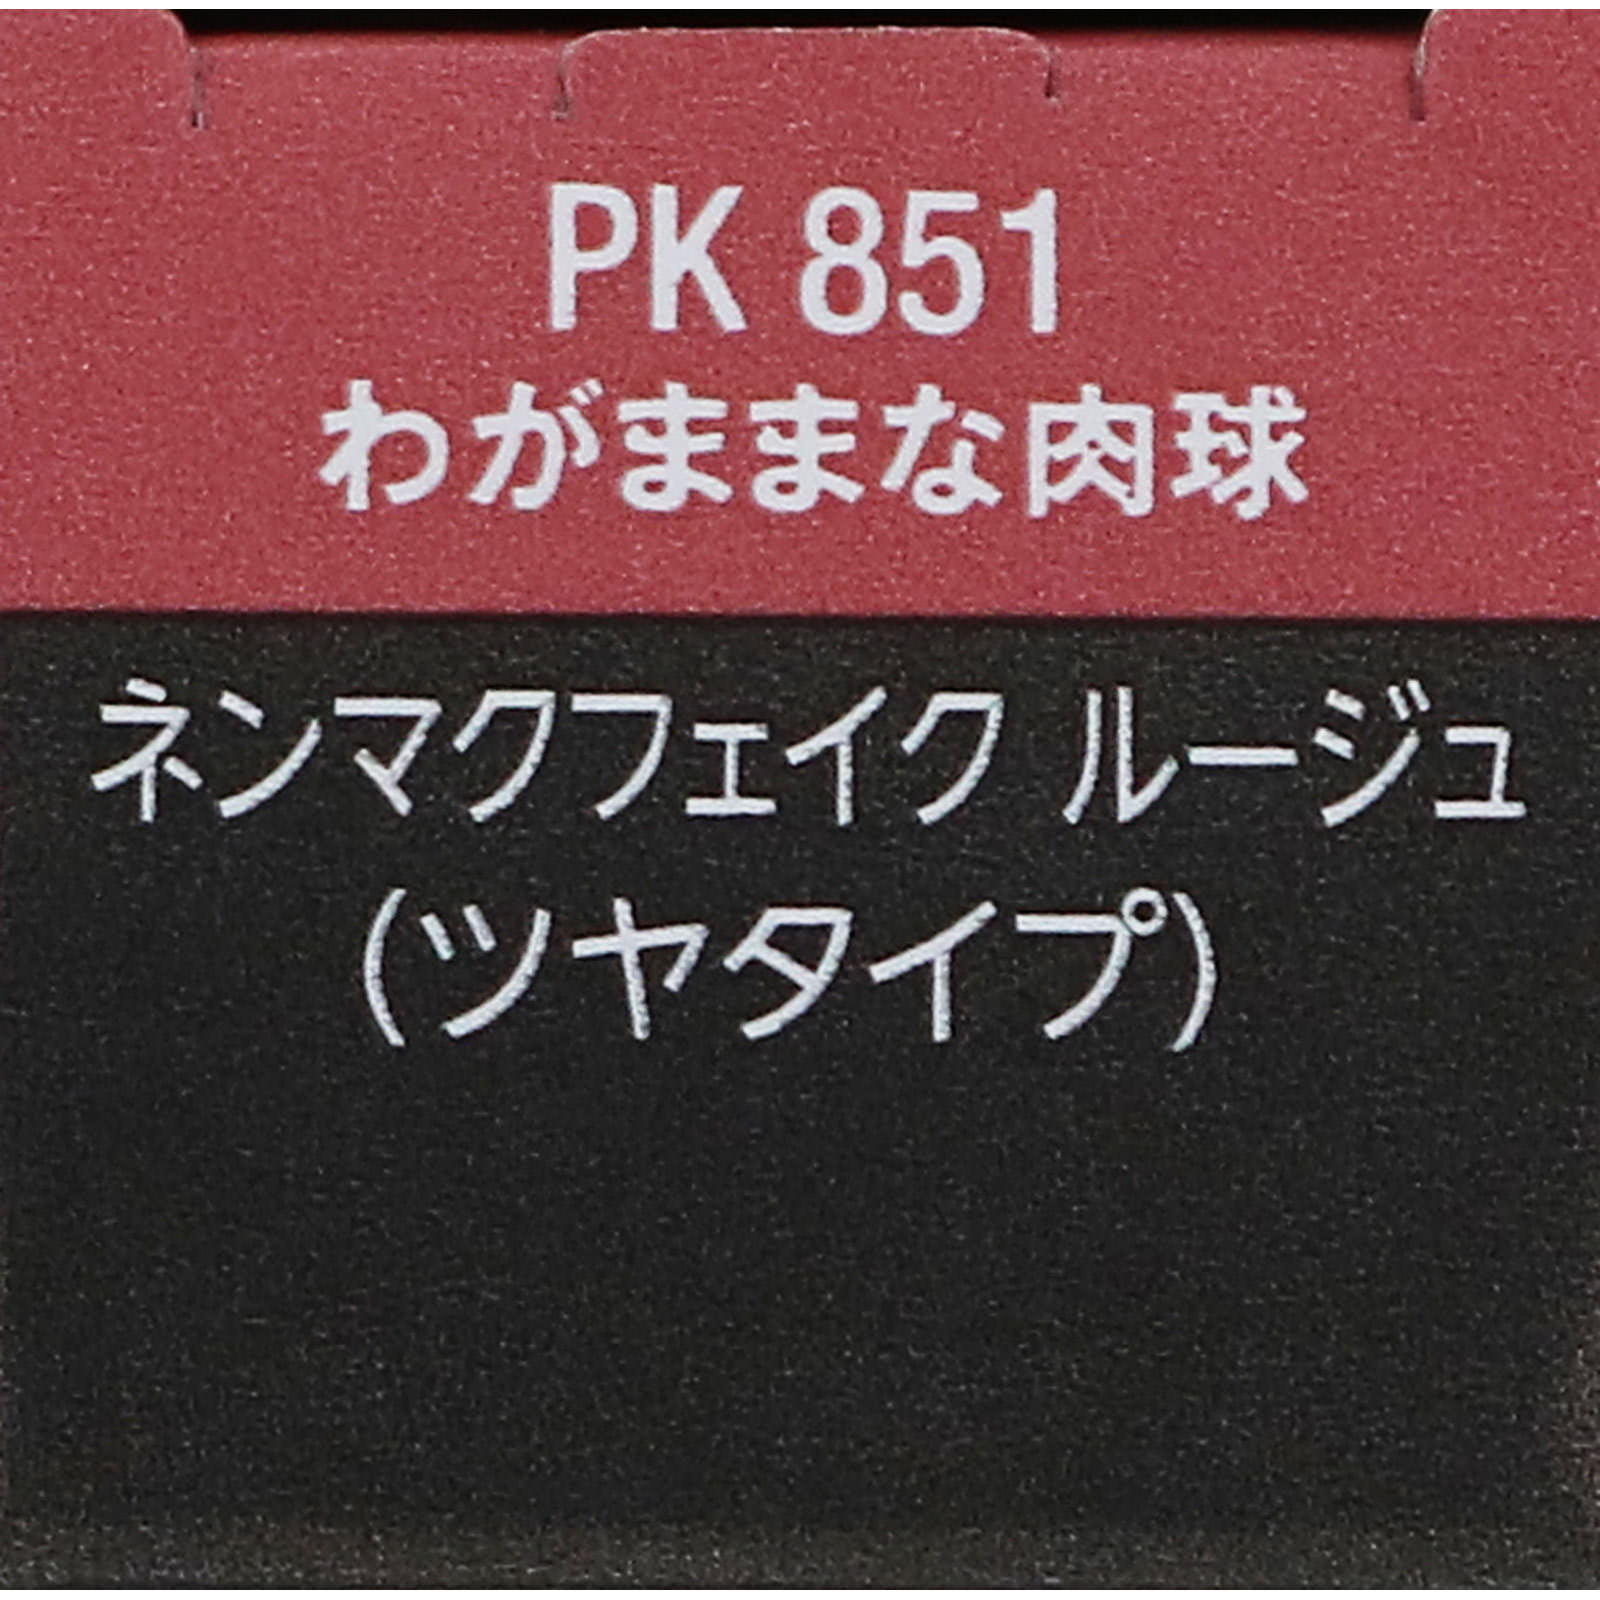 PK 851
わがままな肉球
ネンマクフェイク ルージュ
(ツヤタイプ)